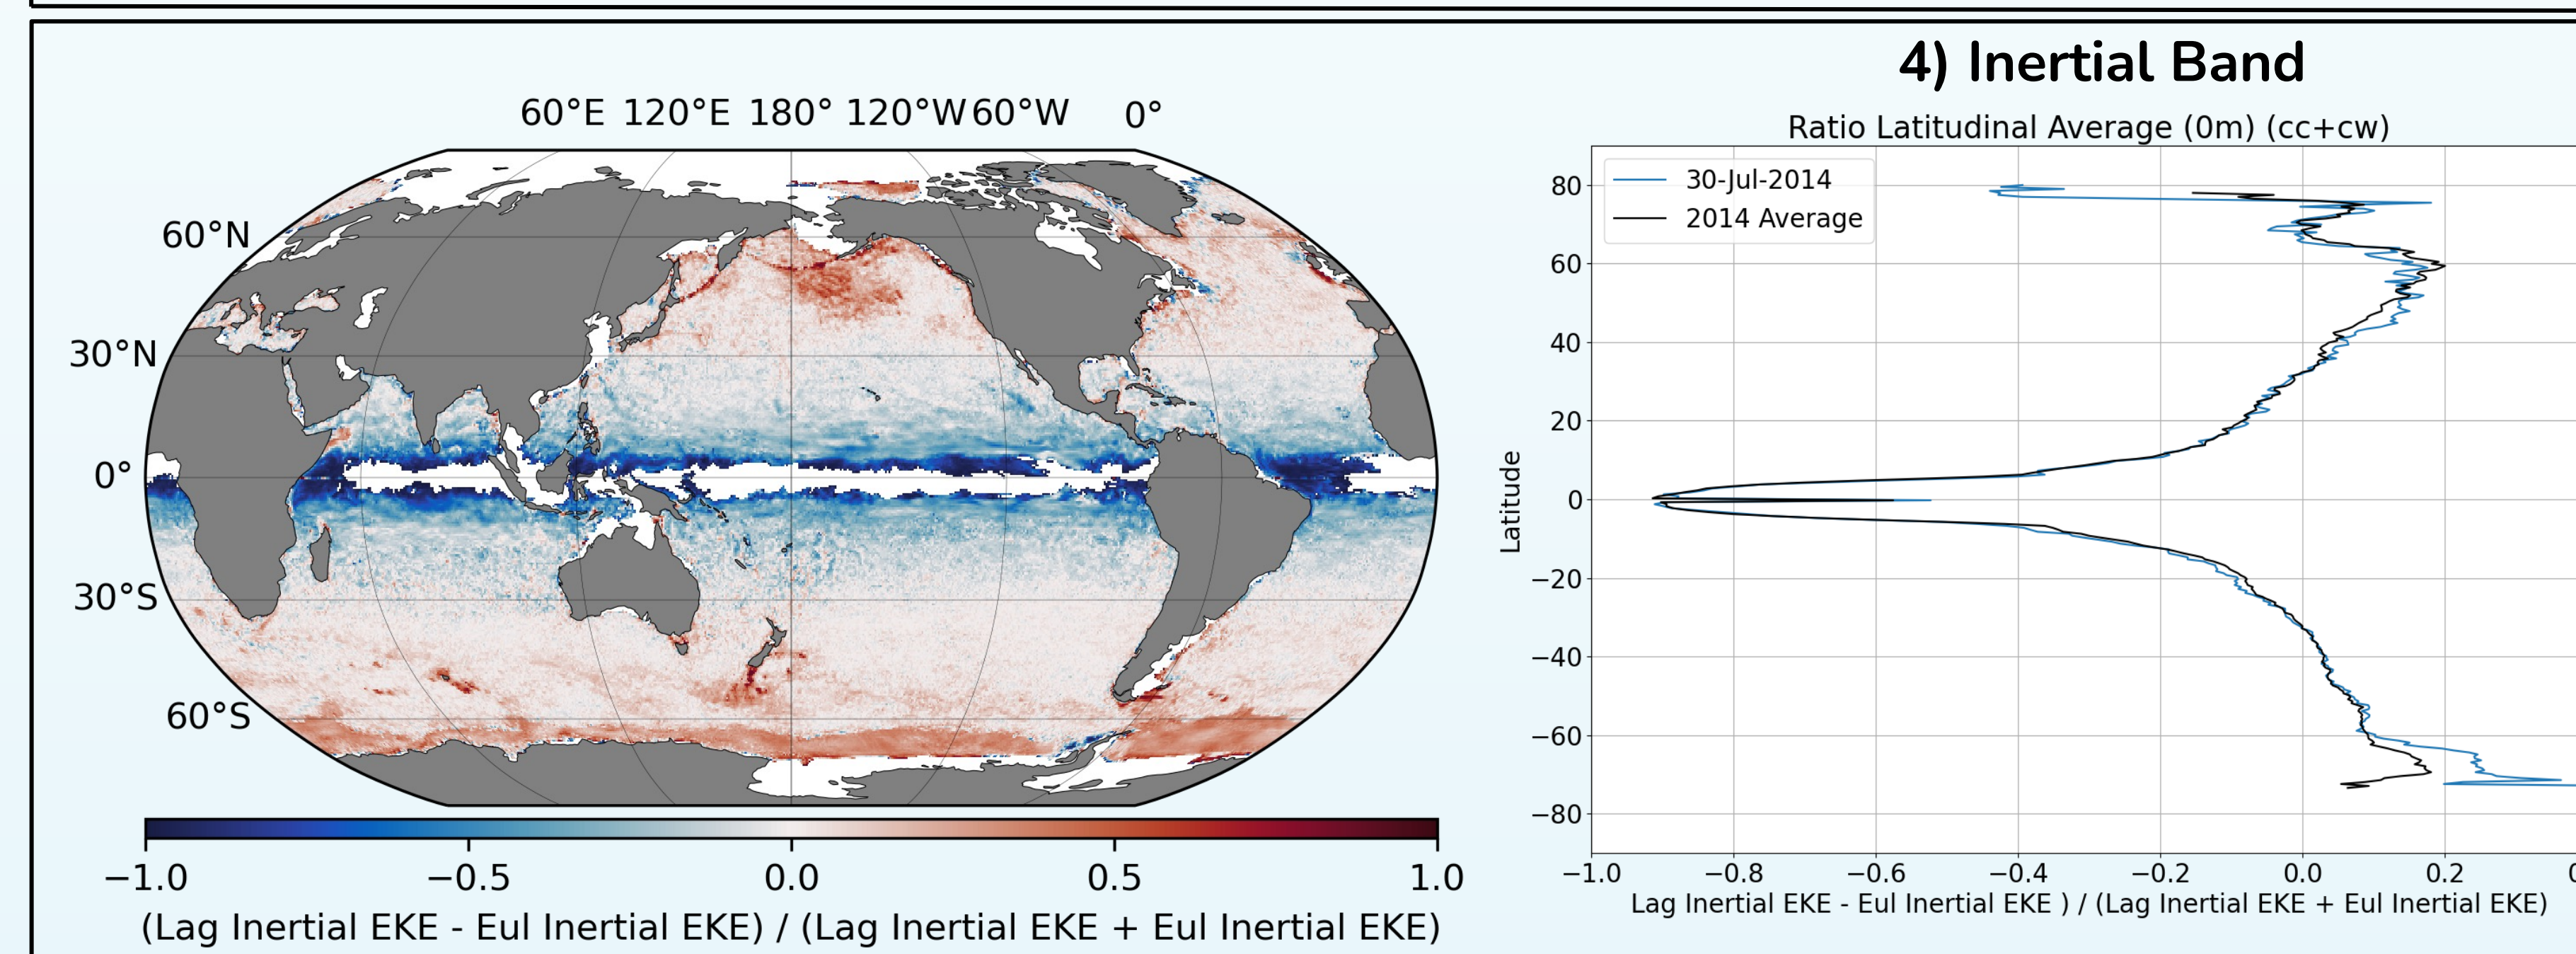 60°E 120°E 180° 120°W 60°W 0°
60°N
30°N
0°
30°S
60°S
−1.0 −0.5 0.0 0.5 1.0
(Lag Inertial EKE - Eul Inertial EKE) / (Lag Inertial EKE + Eul Inertial EKE)
4) Inertial Band
Ratio Latitudinal Average (0m) (cc+cw)
30-Jul-2014
2014 Average
Latitude
80
60
40
20
0
−20
−40
−60
−80
−1.0 −0.8 −0.6 −0.4 −0.2 0.0 0.2
Lag Inertial EKE - Eul Inertial EKE ) / (Lag Inertial EKE + Eul Inertial EKE)